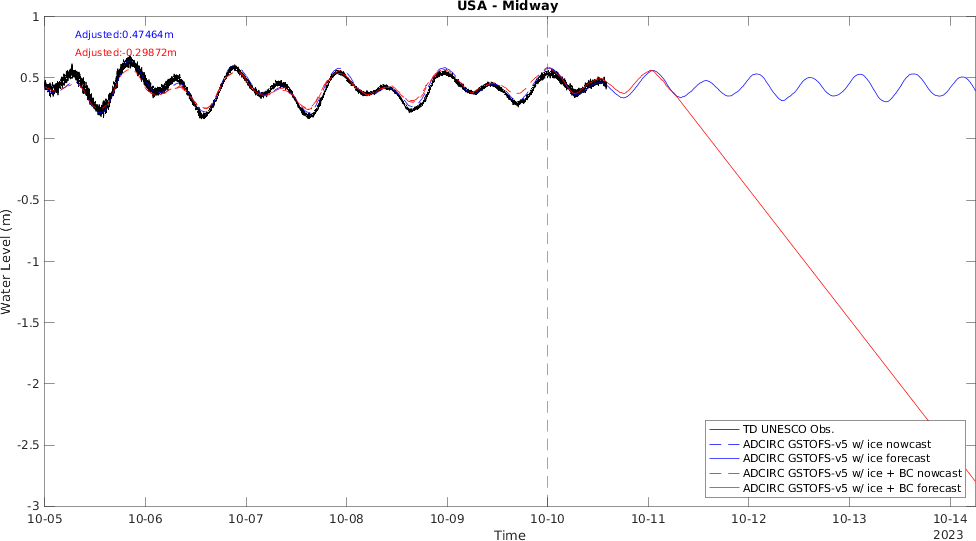 USA - Midway
Adjusted:0.47464m
Adjusted:-0.29872m
1
0.5
0
-0.5
-1
-1.5
-2
-2.5
-3
Water Level (m)
TD UNESCO Obs.
ADCIRC GSTOFS-v5 w/ ice nowcast
ADCIRC GSTOFS-v5 w/ ice forecast
ADCIRC GSTOFS-v5 w/ ice + BC nowcast
ADCIRC GSTOFS-v5 w/ ice + BC forecast
10-05 10-06 10-07 10-08 10-09 10-10 10-11 10-12 10-13 10-14
2023
Time